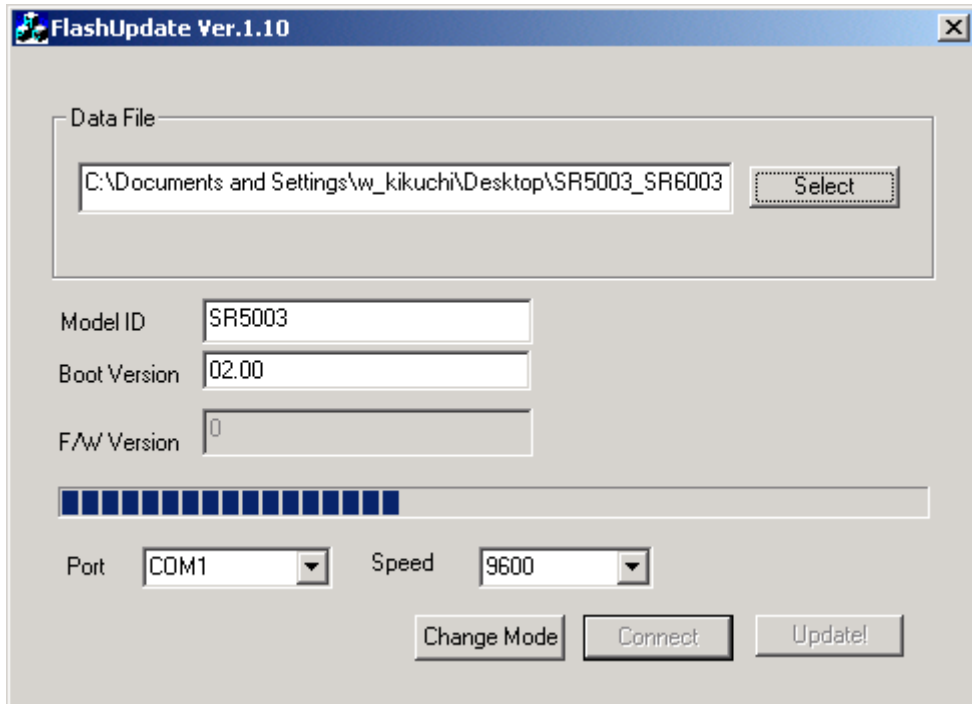 FlashUpdate Ver.1.10
Data File
C:\Documents and Settings\w_kikuchi\Desktop\SR5003_SR6003
Select
Model ID SR5003
Boot Version 02.00
F/W Version 0
Port COM1 Speed 9600
Change Mode Connect Update!